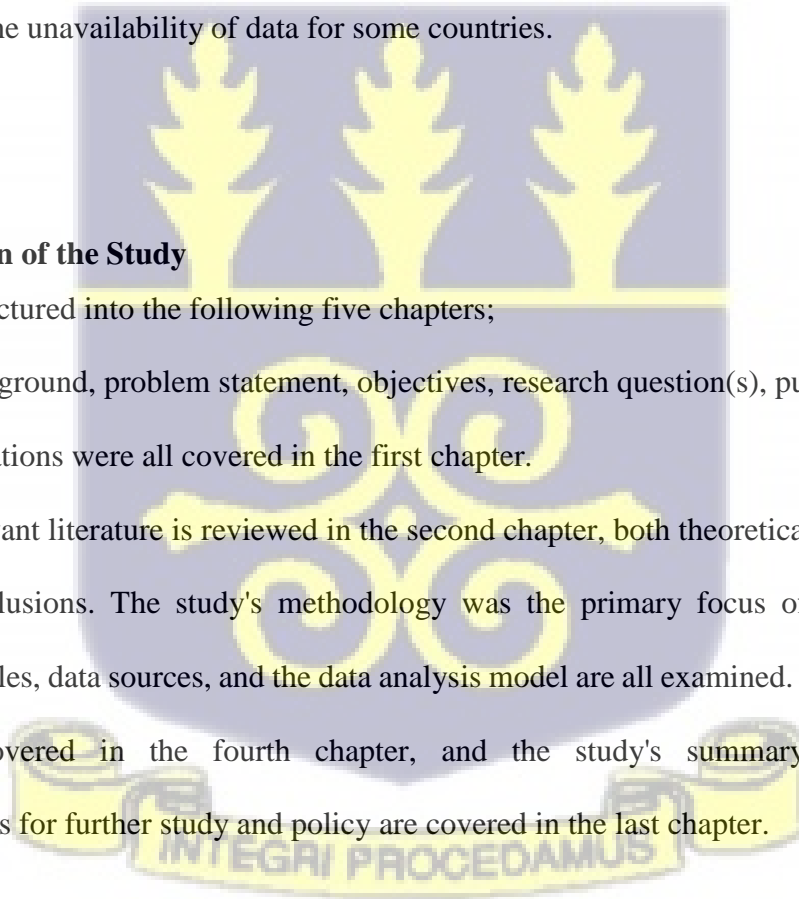 ne unavailability of data for some countries.
n of the Study
ctured into the following five chapters;
ground, problem statement, objectives, research question(s), pu
ations were all covered in the first chapter.
ant literature is reviewed in the second chapter, both theoretica
lusions. The study's methodology was the primary focus of
les, data sources, and the data analysis model are all examined.
overed in the fourth chapter, and the study's summary
s for further study and policy are covered in the last chapter.
INTEGRI PROCEDAMUS